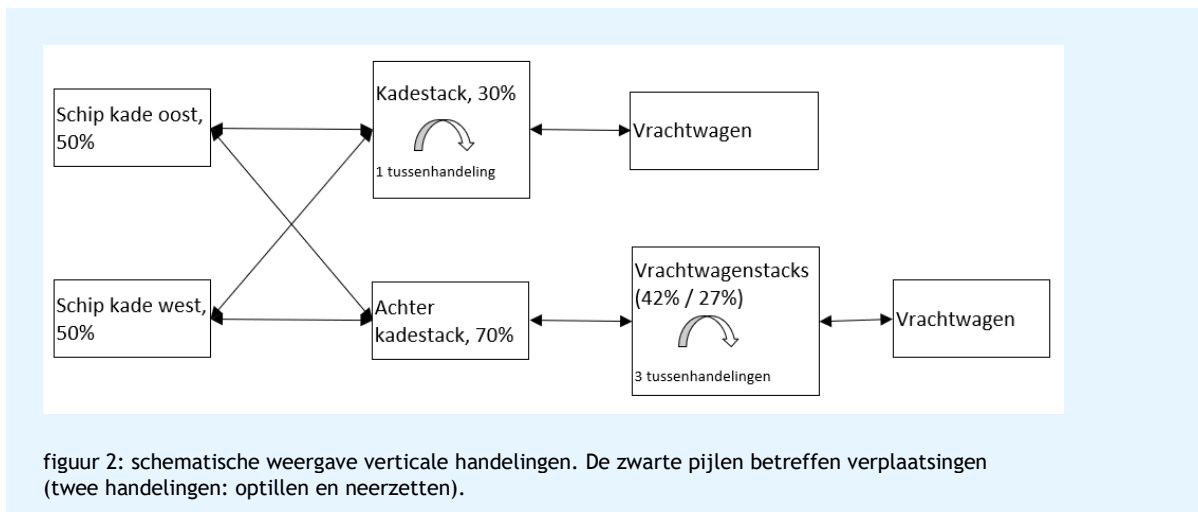 Schip kade oost,
50%
Kadestack, 30%
1 tussenhandeling
Vrachtwagen
Schip kade west,
50%
Achter
kadestack, 70%
Vrachtwagenstacks
(42% / 27%)
3 tussenhandelingen
Vrachtwagen
figuur 2: schematische weergave verticale handelingen. De zwarte pijlen betreffen verplaatsingen
(twee handelingen: optillen en neerzetten).